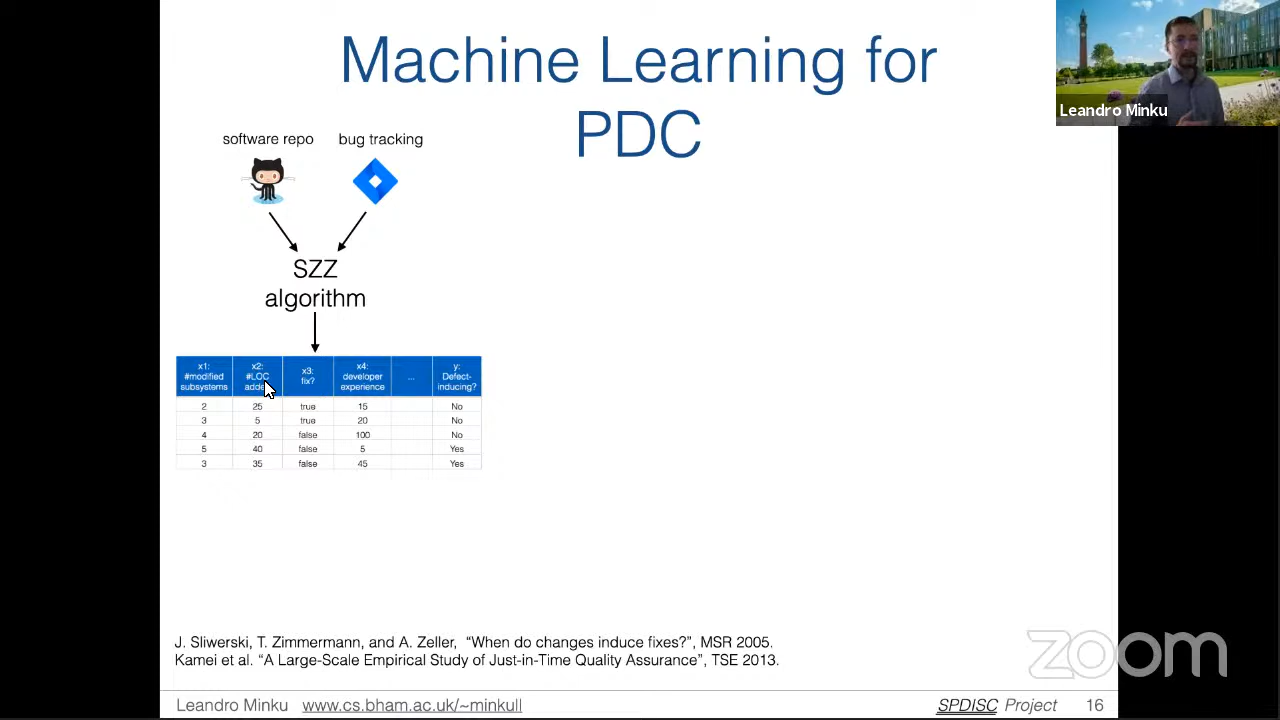 Machine Learning for
PDC
Leandro Minku
software repo
bug tracking
SZZ
algorithm
x1: #modified subsystems
x2: #LOC added
x3: fix?
x4: developer experience
...
y: Defect-inducing?
2 25 true 15 No
3 5 true 20 No
4 20 false 100 No
5 40 false 5 Yes
3 35 false 45 Yes
J. Sliwerski, T. Zimmermann, and A. Zeller, “When do changes induce fixes?”, MSR 2005.
Kamei et al. “A Large-Scale Empirical Study of Just-in-Time Quality Assurance”, TSE 2013.
zoom
Leandro Minku www.cs.bham.ac.uk/~minkull SPDISC Project 16